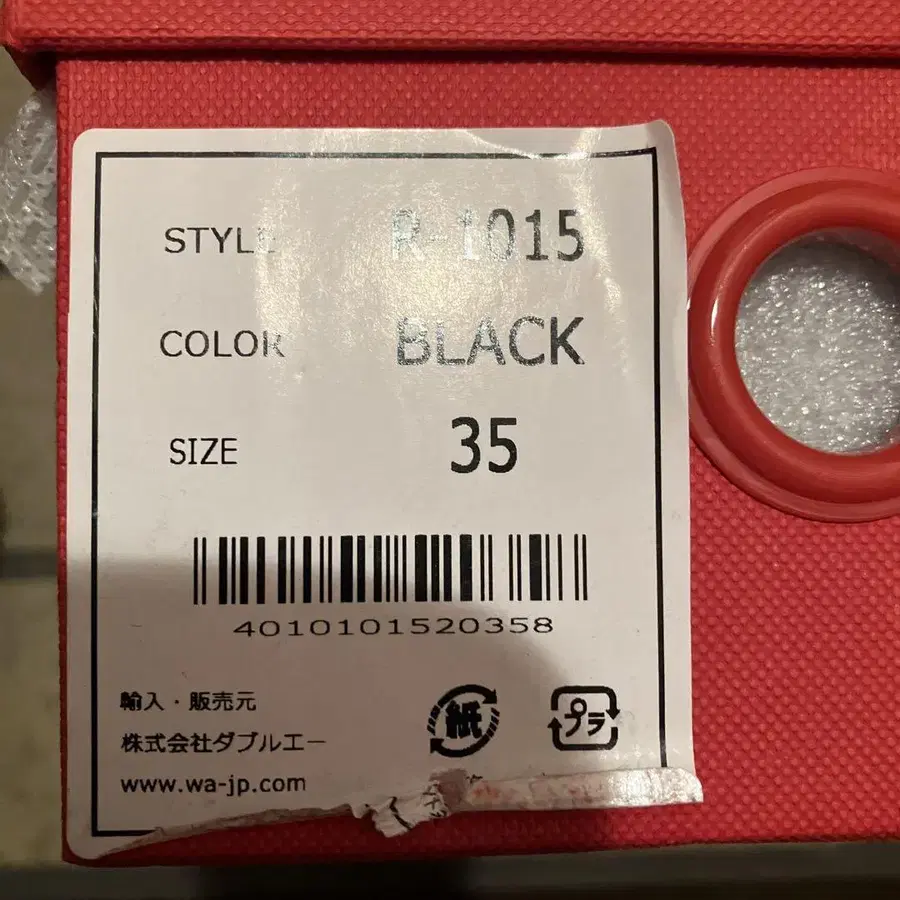 STYLE R-1015
COLOR BLACK
SIZE 35
4010101520358
輸入・販売元
株式会社ダブルエー
www.wa-jp.com
紙
プラ